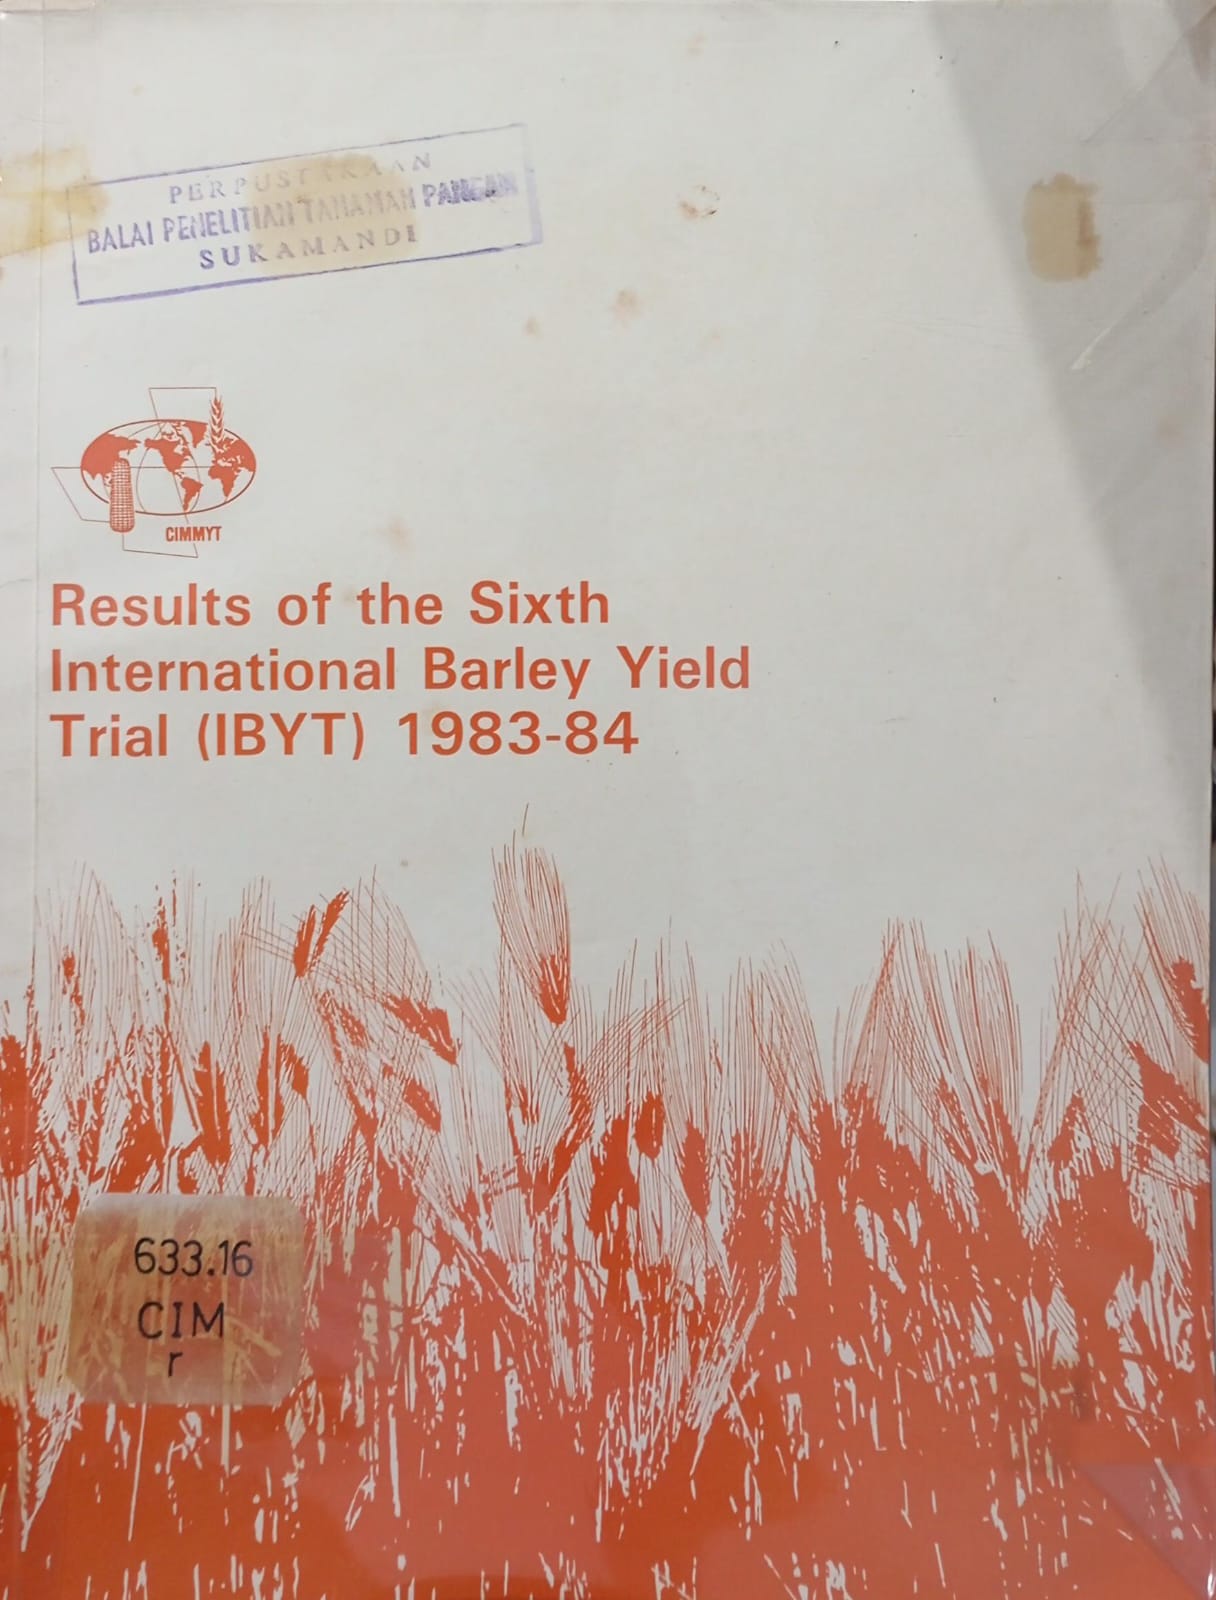 PERPUSTAKAAN
BALAI PENELITIAN TANAMAN PANGAN
SUKAMANDI
CIMMYT
Results of the Sixth
International Barley Yield
Trial (IBYT) 1983-84
633.16
CIM
r